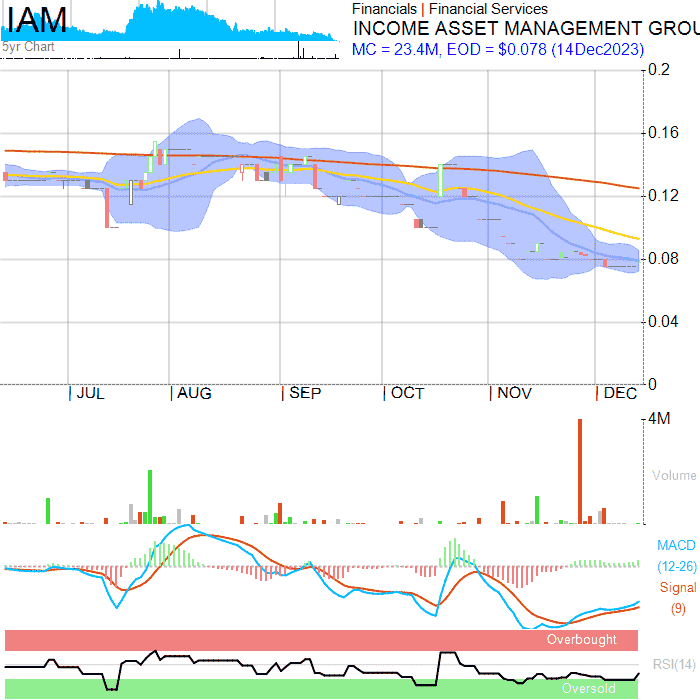 IAM
5yr Chart
Financials | Financial Services
INCOME ASSET MANAGEMENT GROU
MC = 23.4M, EOD = $0.078 (14Dec2023)
0.2
0.16
0.12
0.08
0.04
0
JUL AUG SEP OCT NOV DEC
4M
Volume
MACD
(12-26)
Signal
(9)
Overbought
RSI(14)
Oversold